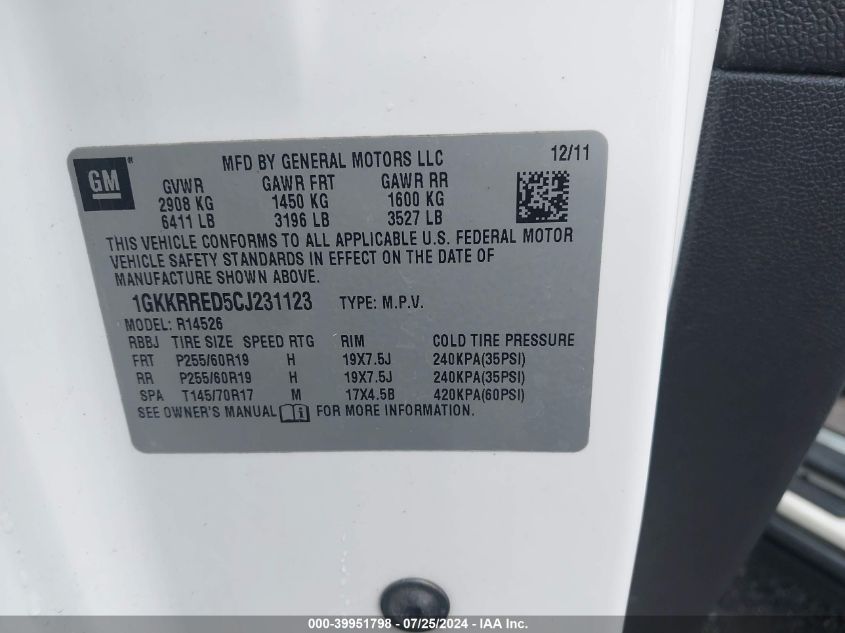 GM ® MFD BY GENERAL MOTORS LLC 12/11
GVWR GAWR FRT GAWR RR
2908 KG 1450 KG 1600 KG
6411 LB 3196 LB 3527 LB
THIS VEHICLE CONFORMS TO ALL APPLICABLE U.S. FEDERAL MOTOR
VEHICLE SAFETY STANDARDS IN EFFECT ON THE DATE OF
MANUFACTURE SHOWN ABOVE.
1GKKRRED5CJ231123 TYPE: M.P.V.
MODEL: R14526
RBBJ TIRE SIZE SPEED RTG RIM COLD TIRE PRESSURE
FRT P255/60R19 H 19X7.5J 240KPA(35PSI)
RR P255/60R19 H 19X7.5J 240KPA(35PSI)
SPA T145/70R17 M 17X4.5B 420KPA(60PSI)
SEE OWNER'S MANUAL i FOR MORE INFORMATION.
000-39951798 - 07/25/2024 - IAA Inc.